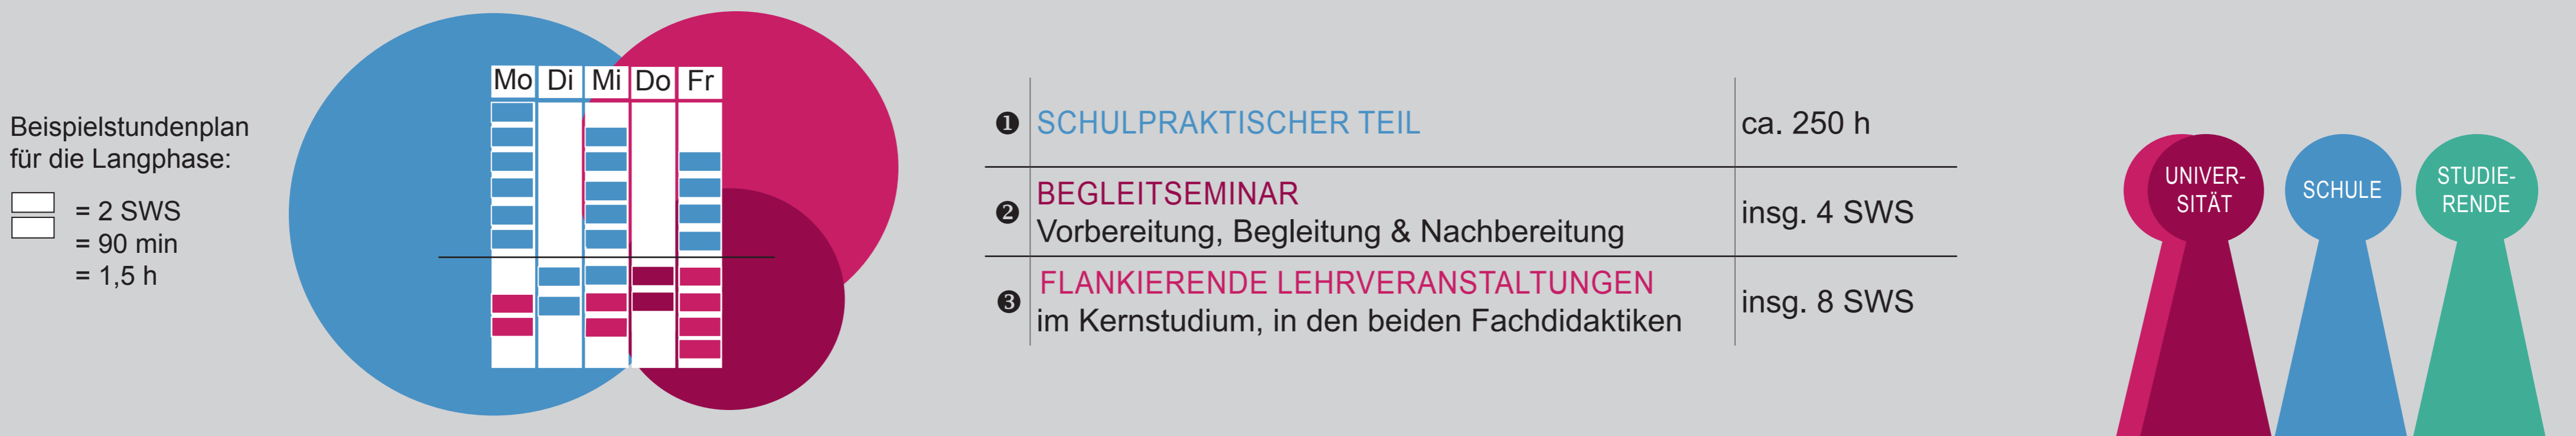 Beispielstundenplan
für die Langphase:
= 2 SWS
= 90 min
= 1,5 h
Mo Di Mi Do Fr
❶ SCHULPRAKTISCHER TEIL ca. 250 h
❷ BEGLEITSEMINAR
Vorbereitung, Begleitung & Nachbereitung insg. 4 SWS
❸ FLANKIERENDE LEHRVERANSTALTUNGEN
im Kernstudium, in den beiden Fachdidaktiken insg. 8 SWS
UNIVER-
SITÄT
SCHULE
STUDIE-
RENDE